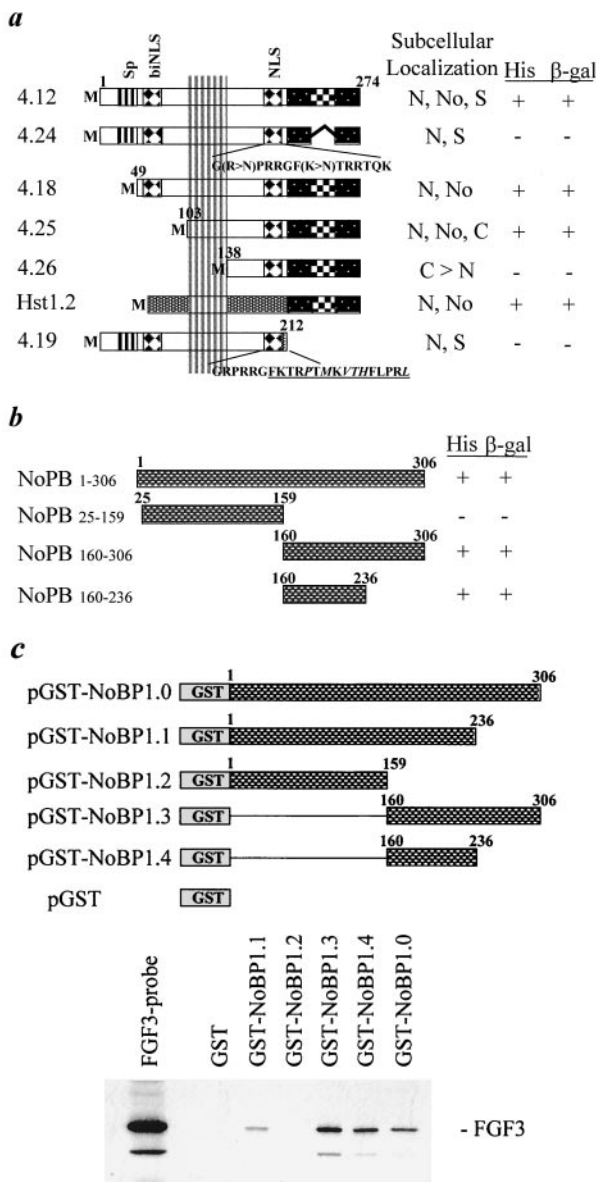 a
Subcellular
Localization His β-gal
Sp biNLS NLS
1 274
4.12 M N, No, S + +
4.24 M N, S - -
G(R>N)PRRGF(K>N)TRRTQK
49
4.18 M N, No + +
103
4.25 M N, No, C + +
138
4.26 M C > N - -
Hst1.2 M N, No + +
212
4.19 M N, S - -
GRPRRGFKTRPTMKVTHFLPRL
b
His β-gal
1 306
NoPB 1-306 + +
25 159
NoPB 25-159 - -
160 306
NoPB 160-306 + +
160 236
NoPB 160-236 + +
c
1 306
pGST-NoBP1.0 GST
1 236
pGST-NoBP1.1 GST
1 159
pGST-NoBP1.2 GST
160 306
pGST-NoBP1.3 GST
160 236
pGST-NoBP1.4 GST
pGST GST
FGF3-probe
GST
GST-NoBP1.1
GST-NoBP1.2
GST-NoBP1.3
GST-NoBP1.4
GST-NoBP1.0
- FGF3